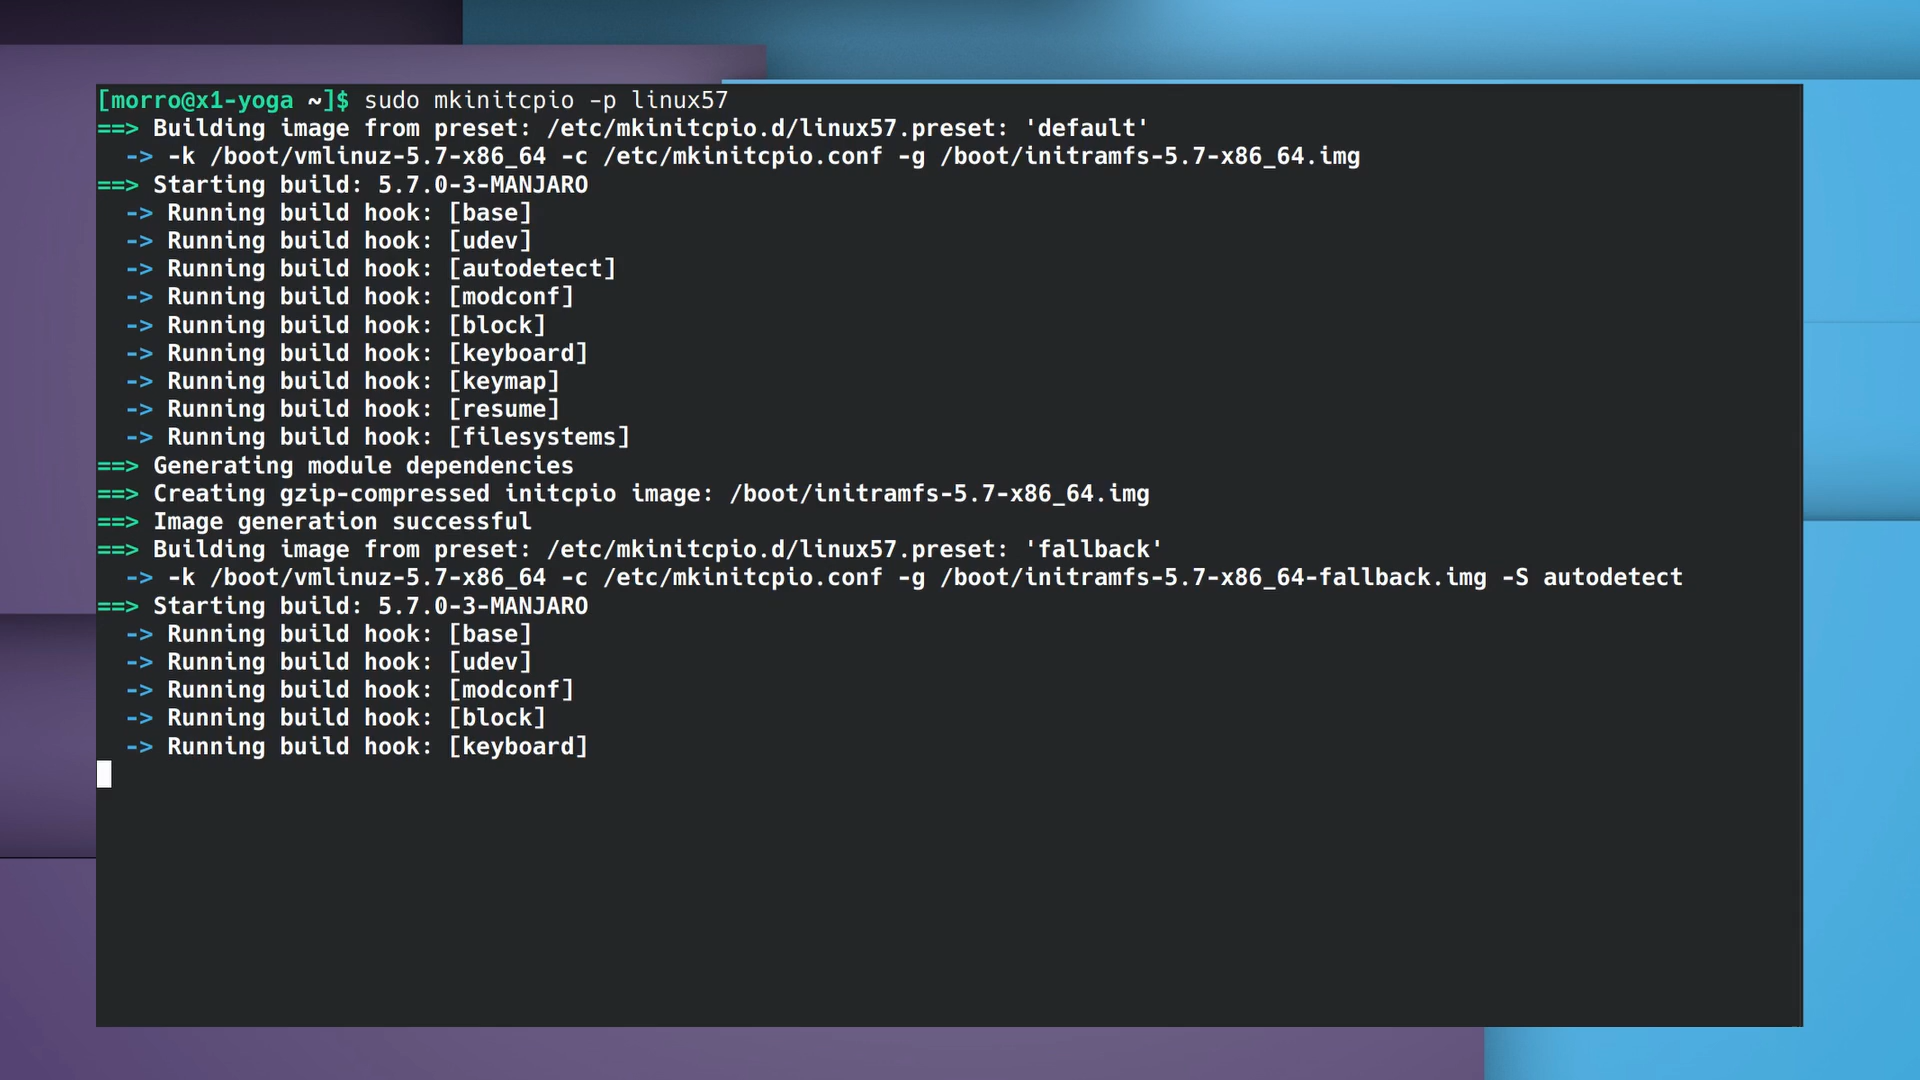 [morro@x1-yoga ~]$ sudo mkinitcpio -p linux57
==> Building image from preset: /etc/mkinitcpio.d/linux57.preset: 'default'
  -> -k /boot/vmlinuz-5.7-x86_64 -c /etc/mkinitcpio.conf -g /boot/initramfs-5.7-x86_64.img
==> Starting build: 5.7.0-3-MANJARO
  -> Running build hook: [base]
  -> Running build hook: [udev]
  -> Running build hook: [autodetect]
  -> Running build hook: [modconf]
  -> Running build hook: [block]
  -> Running build hook: [keyboard]
  -> Running build hook: [keymap]
  -> Running build hook: [resume]
  -> Running build hook: [filesystems]
==> Generating module dependencies
==> Creating gzip-compressed initcpio image: /boot/initramfs-5.7-x86_64.img
==> Image generation successful
==> Building image from preset: /etc/mkinitcpio.d/linux57.preset: 'fallback'
  -> -k /boot/vmlinuz-5.7-x86_64 -c /etc/mkinitcpio.conf -g /boot/initramfs-5.7-x86_64-fallback.img -S autodetect
==> Starting build: 5.7.0-3-MANJARO
  -> Running build hook: [base]
  -> Running build hook: [udev]
  -> Running build hook: [modconf]
  -> Running build hook: [block]
  -> Running build hook: [keyboard]